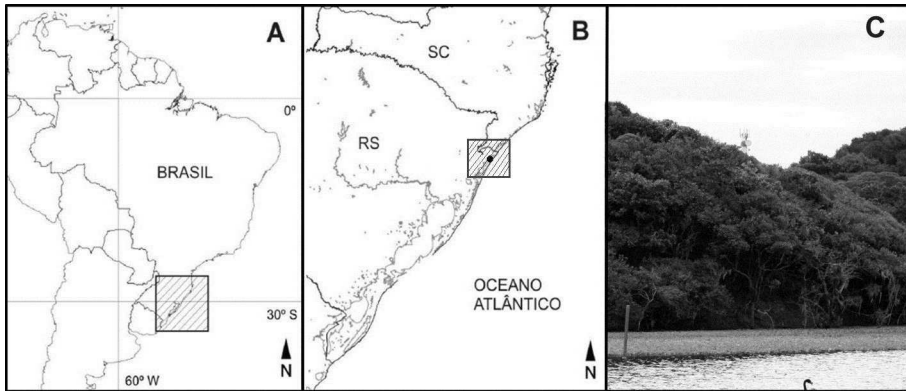 A
0º
BRASIL
30º S
N
60º W
B
SC
RS
OCEANO
ATLÂNTICO
N
C